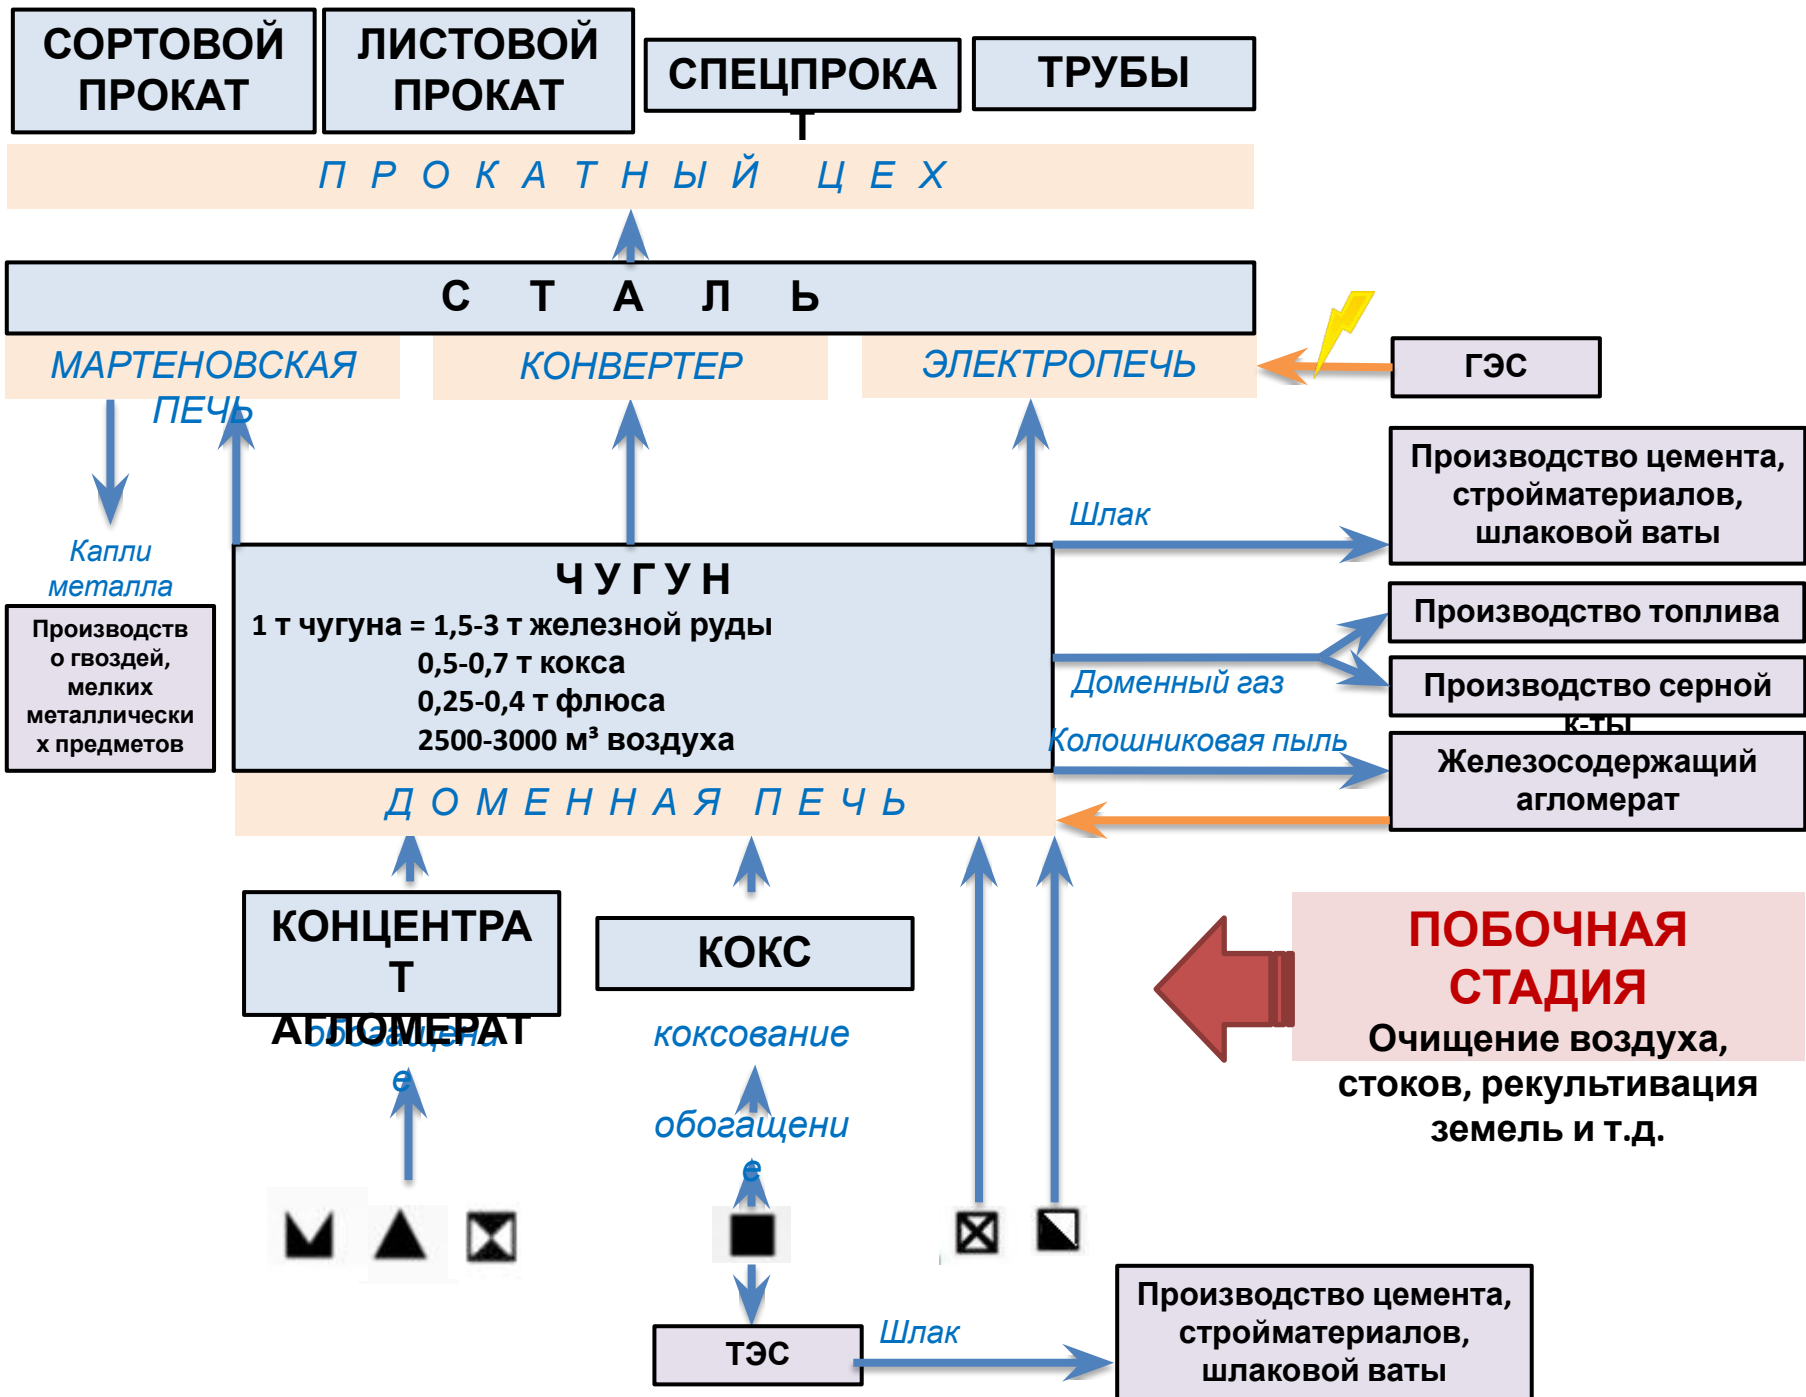 СОРТОВОЙ
ПРОКАТ
ЛИСТОВОЙ
ПРОКАТ
СПЕЦПРОКА
Т
ТРУБЫ
П Р О К А Т Н Ы Й Ц Е Х
С Т А Л Ь
МАРТЕНОВСКАЯ
ПЕЧЬ
КОНВЕРТЕР
ЭЛЕКТРОПЕЧЬ
ГЭС
Капли
металла
Производств
о гвоздей,
мелких
металлически
х предметов
Ч У Г У Н
1 т чугуна = 1,5-3 т железной руды
0,5-0,7 т кокса
0,25-0,4 т флюса
2500-3000 м³ воздуха
Шлак
Производство цемента,
стройматериалов,
шлаковой ваты
Доменный газ
Производство топлива
Производство серной
к-ты
Колошниковая пыль
Железосодержащий
агломерат
Д О М Е Н Н А Я П Е Ч Ь
КОНЦЕНТРА
Т
АГЛОМЕРАТ
обогащени
е
КОКС
коксование
обогащени
е
ПОБОЧНАЯ
СТАДИЯ
Очищение воздуха,
стоков, рекультивация
земель и т.д.
ТЭС
Шлак
Производство цемента,
стройматериалов,
шлаковой ваты